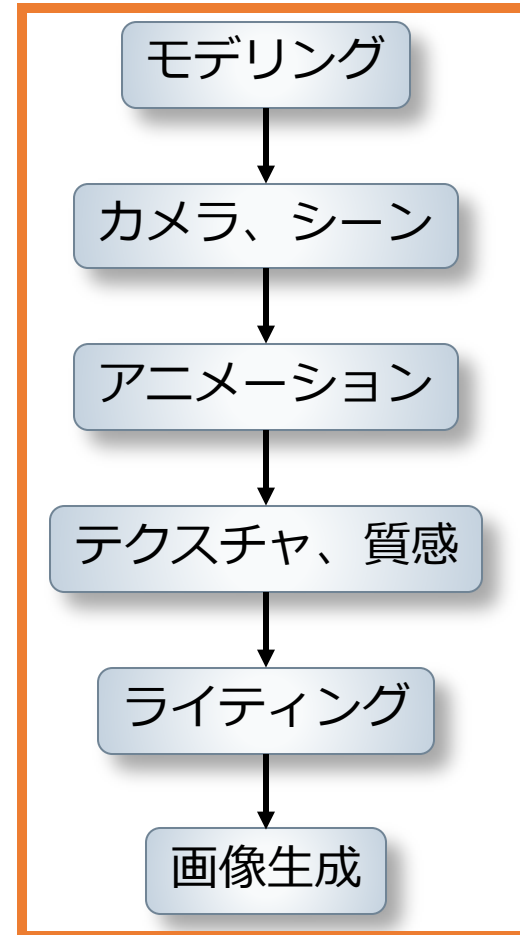 モデリング
カメラ、シーン
アニメーション
テクスチャ、質感
ライティング
画像生成